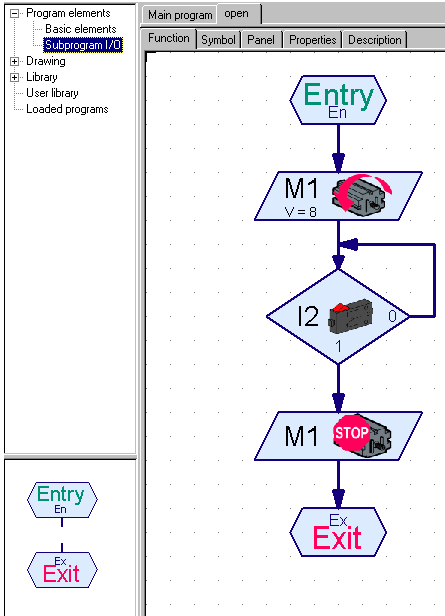 Program elements
Basic elements
Subprogram I/O
Drawing
Library
User library
Loaded programs
Entry
En
Ex
Exit
Main program
open
Function
Symbol
Panel
Properties
Description
Entry
En
M1
V = 8
I2
0
1
M1
STOP
Ex
Exit